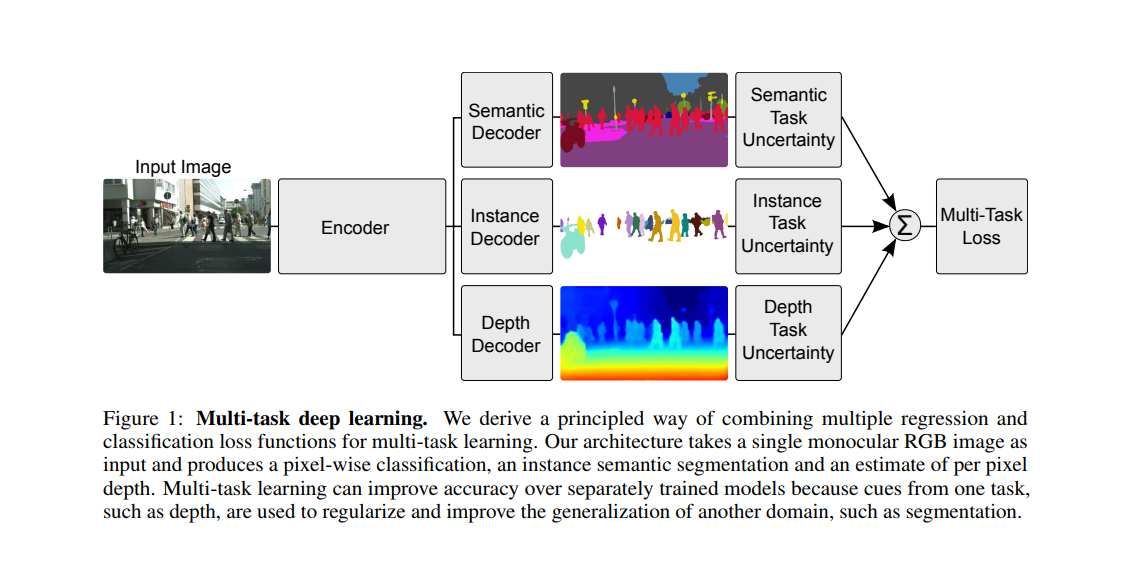 Input Image
Encoder
Semantic
Decoder
Semantic
Task
Uncertainty
Instance
Decoder
Instance
Task
Uncertainty
Depth
Decoder
Depth
Task
Uncertainty
Σ
Multi-Task
Loss
Figure 1: Multi-task deep learning. We derive a principled way of combining multiple regression and
classification loss functions for multi-task learning. Our architecture takes a single monocular RGB image as
input and produces a pixel-wise classification, an instance semantic segmentation and an estimate of per pixel
depth. Multi-task learning can improve accuracy over separately trained models because cues from one task,
such as depth, are used to regularize and improve the generalization of another domain, such as segmentation.